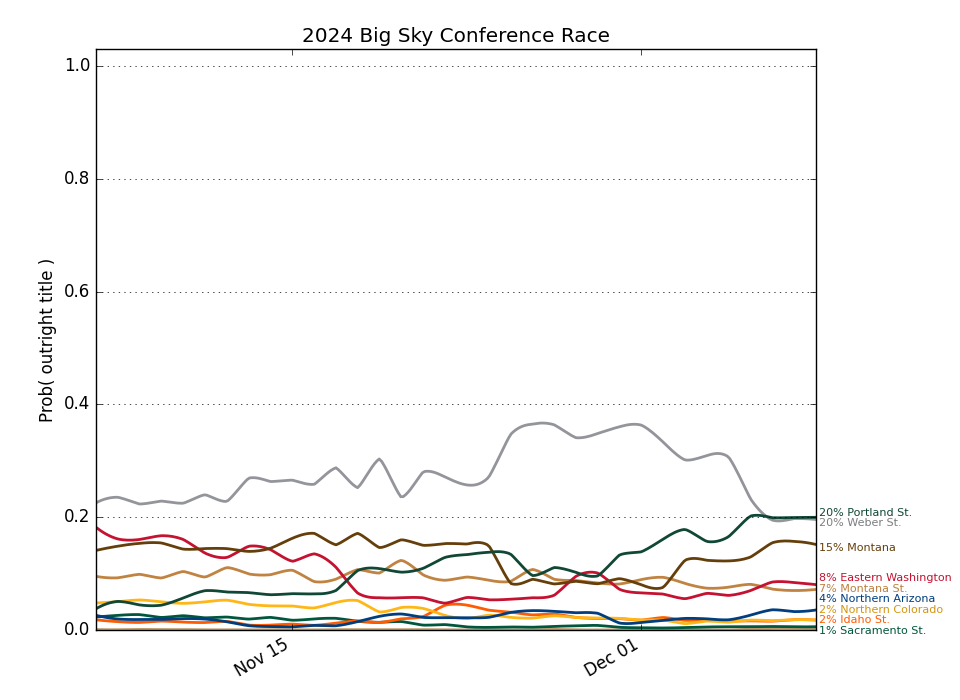 2024 Big Sky Conference Race
Prob( outright title )
1.0
0.8
0.6
0.4
0.2
0.0
Nov 15
Dec 01
20% Portland St.
20% Weber St.
15% Montana
8% Eastern Washington
7% Montana St.
4% Northern Arizona
2% Northern Colorado
2% Idaho St.
1% Sacramento St.